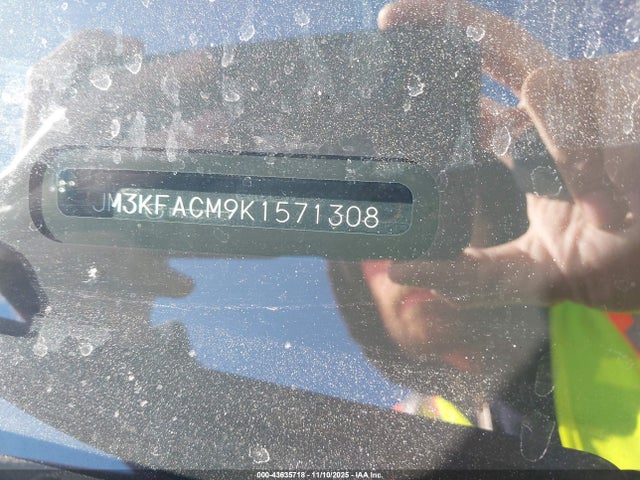 JM3KFACM9K1571308
000-43635718 - 11/10/2025 - IAA Inc.